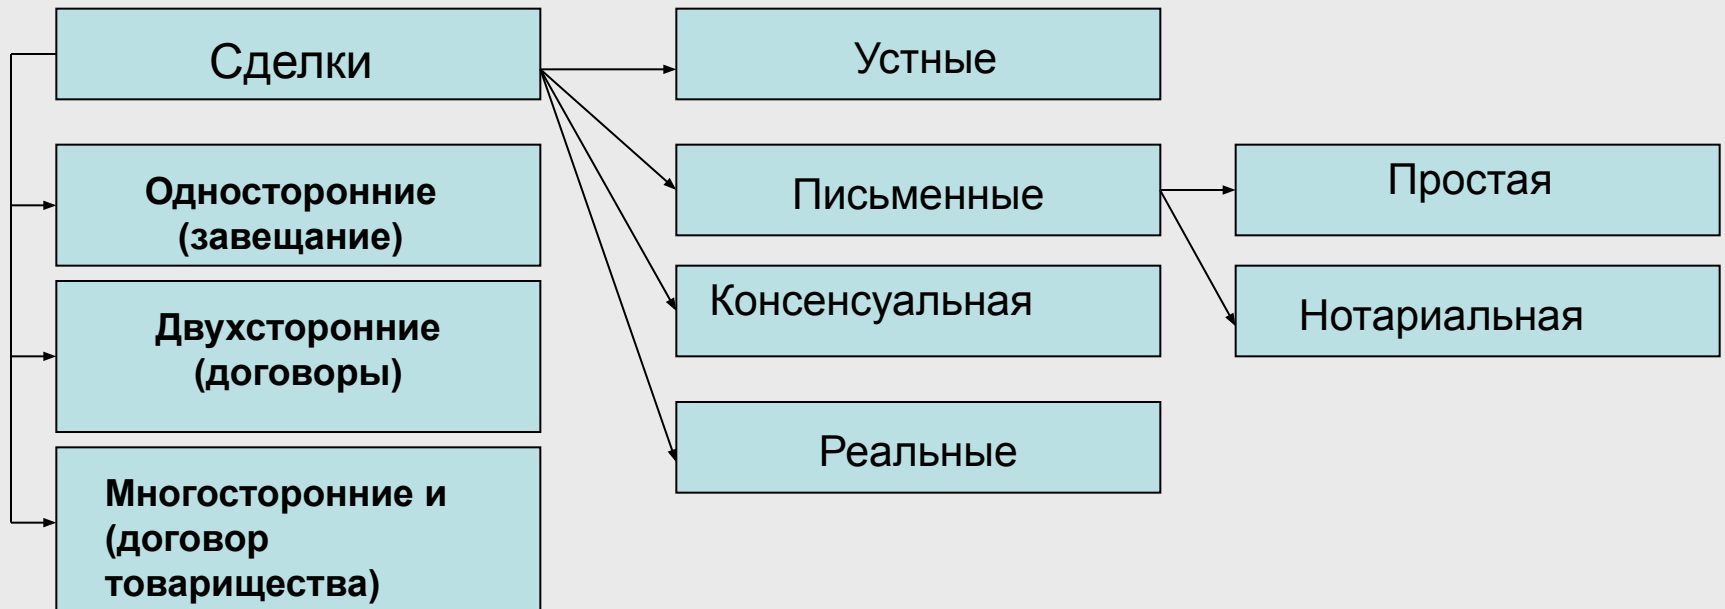 Сделки
Односторонние
(завещание)
Двухсторонние
(договоры)
Многосторонние и
(договор
товарищества)
Устные
Письменные
Консенсуальная
Реальные
Простая
Нотариальная